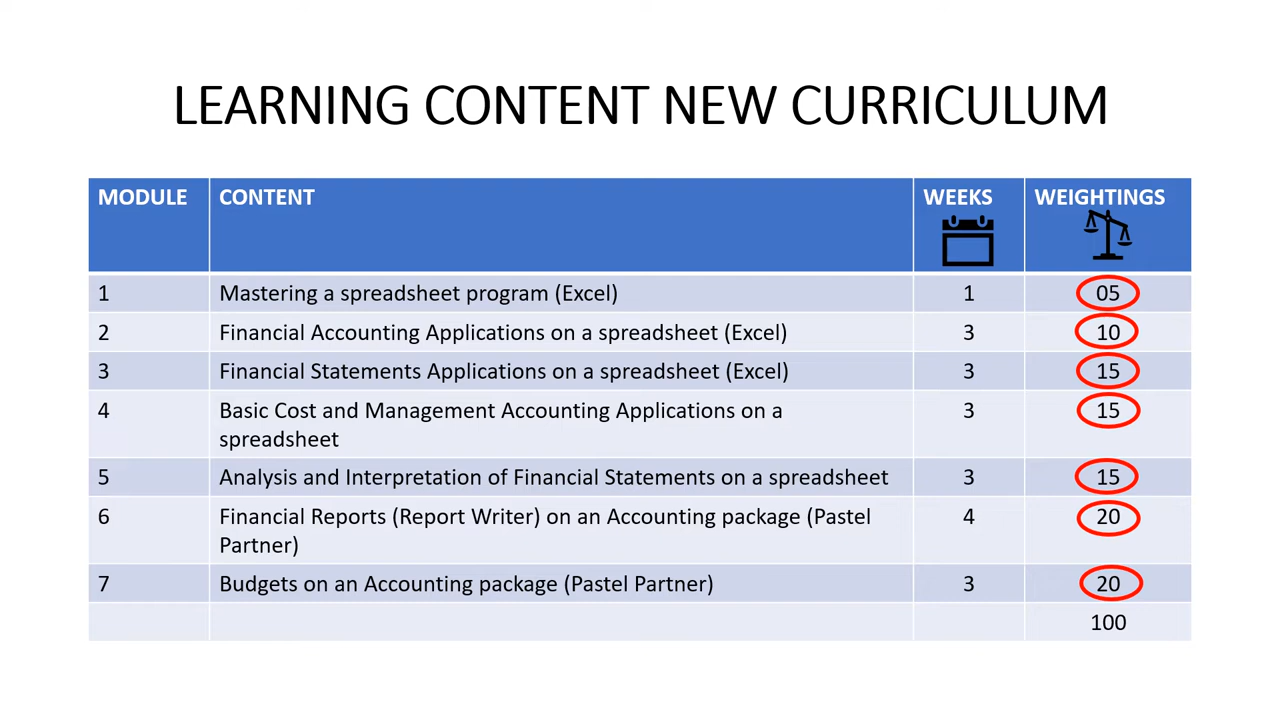 LEARNING CONTENT NEW CURRICULUM
MODULE CONTENT WEEKS WEIGHTINGS
1 Mastering a spreadsheet program (Excel) 1 05
2 Financial Accounting Applications on a spreadsheet (Excel) 3 10
3 Financial Statements Applications on a spreadsheet (Excel) 3 15
4 Basic Cost and Management Accounting Applications on a 3 15
spreadsheet
5 Analysis and Interpretation of Financial Statements on a spreadsheet 3 15
6 Financial Reports (Report Writer) on an Accounting package (Pastel 4 20
Partner)
7 Budgets on an Accounting package (Pastel Partner) 3 20
100